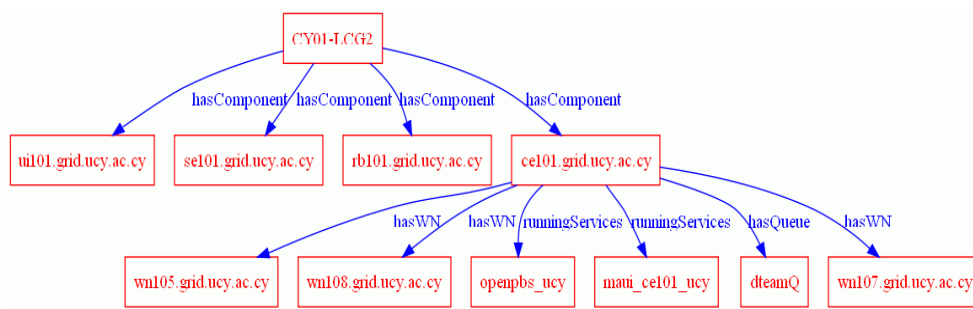 CY01-LCG2
hasComponent hasComponent hasComponent hasComponent
ui101.grid.ucy.ac.cy se101.grid.ucy.ac.cy rb101.grid.ucy.ac.cy ce101.grid.ucy.ac.cy
hasWN hasWN runningServices runningServices hasQueue hasWN
wn105.grid.ucy.ac.cy wn108.grid.ucy.ac.cy openpbs_ucy maui_ce101_ucy dteamQ wn107.grid.ucy.ac.cy